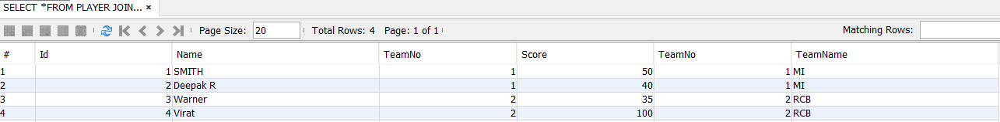 SELECT *FROM PLAYER JOIN... ×
Page Size: 20 Total Rows: 4 Page: 1 of 1 Matching Rows:
# Id Name TeamNo Score TeamNo TeamName
1 1 SMITH 1 50 1 MI
2 2 Deepak R 1 40 1 MI
3 3 Warner 2 35 2 RCB
4 4 Virat 2 100 2 RCB